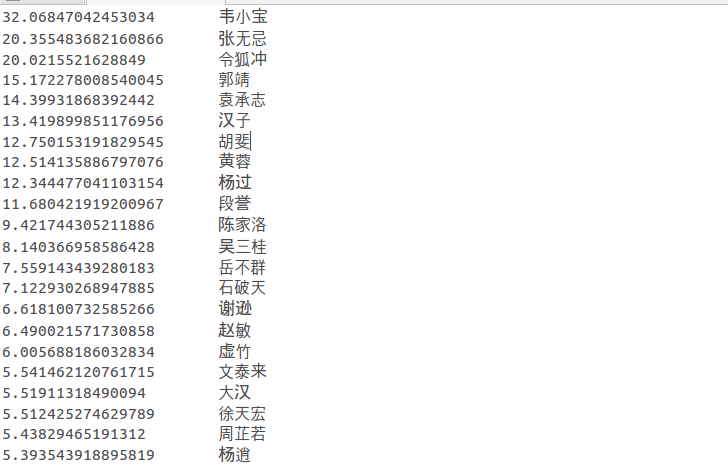 32.06847042453034 韦小宝
20.355483682160866 张无忌
20.0215521628849 令狐冲
15.172278008540045 郭靖
14.39931868392442 袁承志
13.419899851176956 汉子
12.750153191829545 胡斐
12.514135886797076 黄蓉
12.344477041103154 杨过
11.680421919200967 段誉
9.421744305211886 陈家洛
8.140366958586428 吴三桂
7.559143439280183 岳不群
7.122930268947885 石破天
6.618100732585266 谢逊
6.490021571730858 赵敏
6.005688186032834 虚竹
5.541462120761715 文泰来
5.51911318490094 大汉
5.512425274629789 徐天宏
5.43829465191312 周芷若
5.393543918895819 杨逍